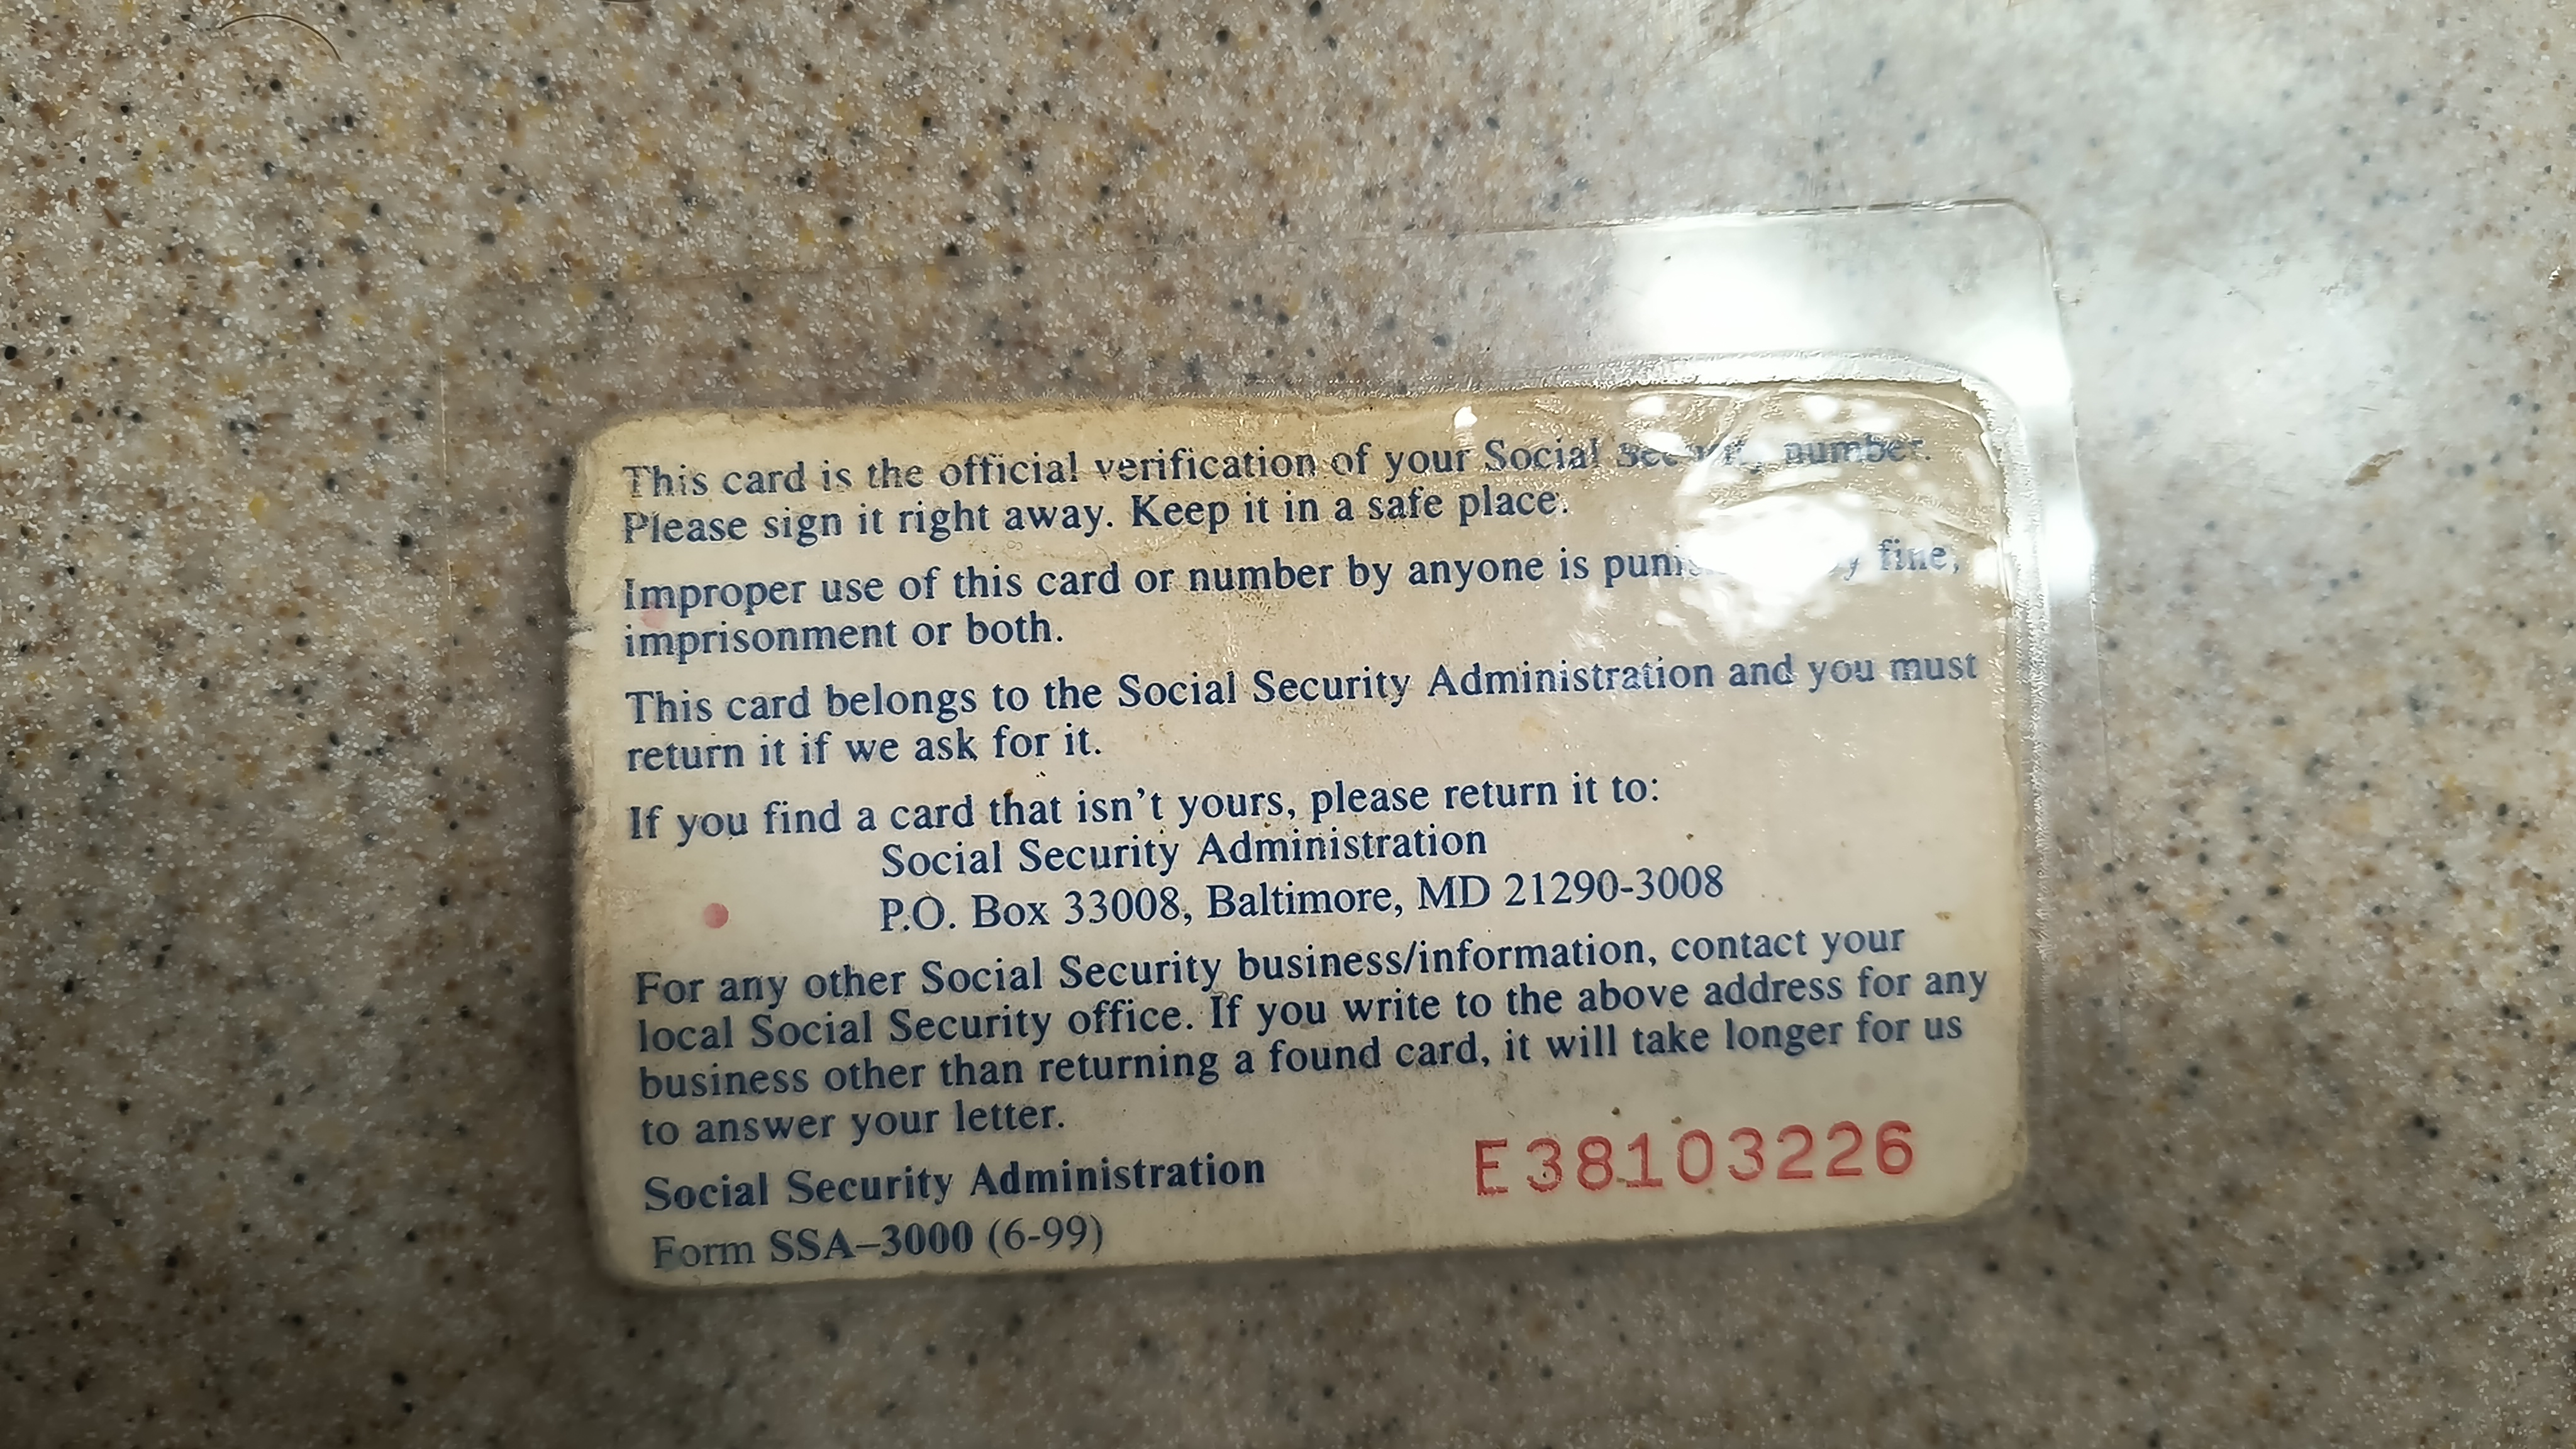 This card is the official verification of your Social number.
Please sign it right away. Keep it in a safe place.
Improper use of this card or number by anyone is fine,
imprisonment or both.
This card belongs to the Social Security Administration and you must
return it if we ask for it.
If you find a card that isn't yours, please return it to:
Social Security Administration
P.O. Box 33008, Baltimore, MD 21290-3008
For any other Social Security business/information, contact your
local Social Security office. If you write to the above address for any
business other than returning a found card, it will take longer for us
to answer your letter.
Social Security Administration
Form SSA-3000 (6-99)
E38103226